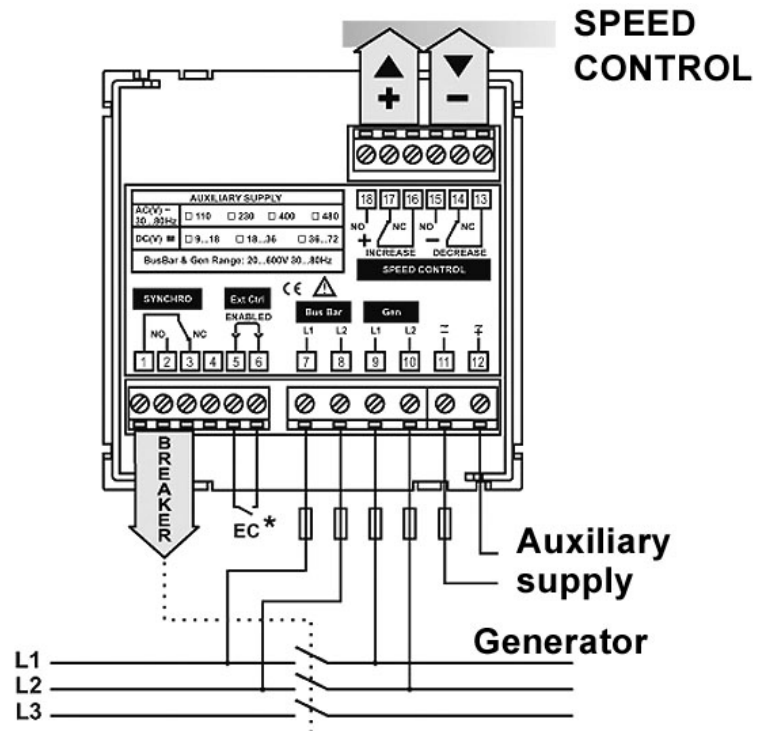 SPEED
CONTROL
+ −
AUXILIARY SUPPLY
AC(V) ~ 30...80Hz □ 110 □ 230 □ 400 □ 480
DC(V) □ 9...18 □ 18...36 □ 36...72
BusBar & Gen Range: 20...600V 30...80Hz
18 17 16 15 14 13
NO NC NO NC
+ −
INCREASE DECREASE
SPEED CONTROL
CE
SYNCHRO Ext Ctrl Bus Bar Gen
ENABLED
L1 L2 L1 L2
NO NC
1 2 3 4 5 6 7 8 9 10 11 12
BREAKER
EC*
Auxiliary
supply
Generator
L1
L2
L3